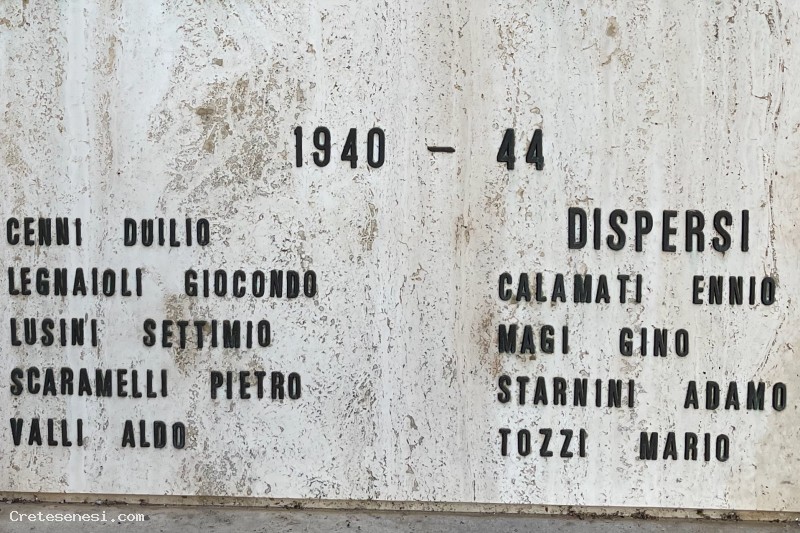 1940 - 44
CENNI DUILIO
LEGNAIOLI GIOCONDO
LUSINI SETTIMIO
SCARAMELLI PIETRO
VALLI ALDO
DISPERSI
CALAMATI ENNIO
MAGI GINO
STARNINI ADAMO
TOZZI MARIO
Cretesenesi.com